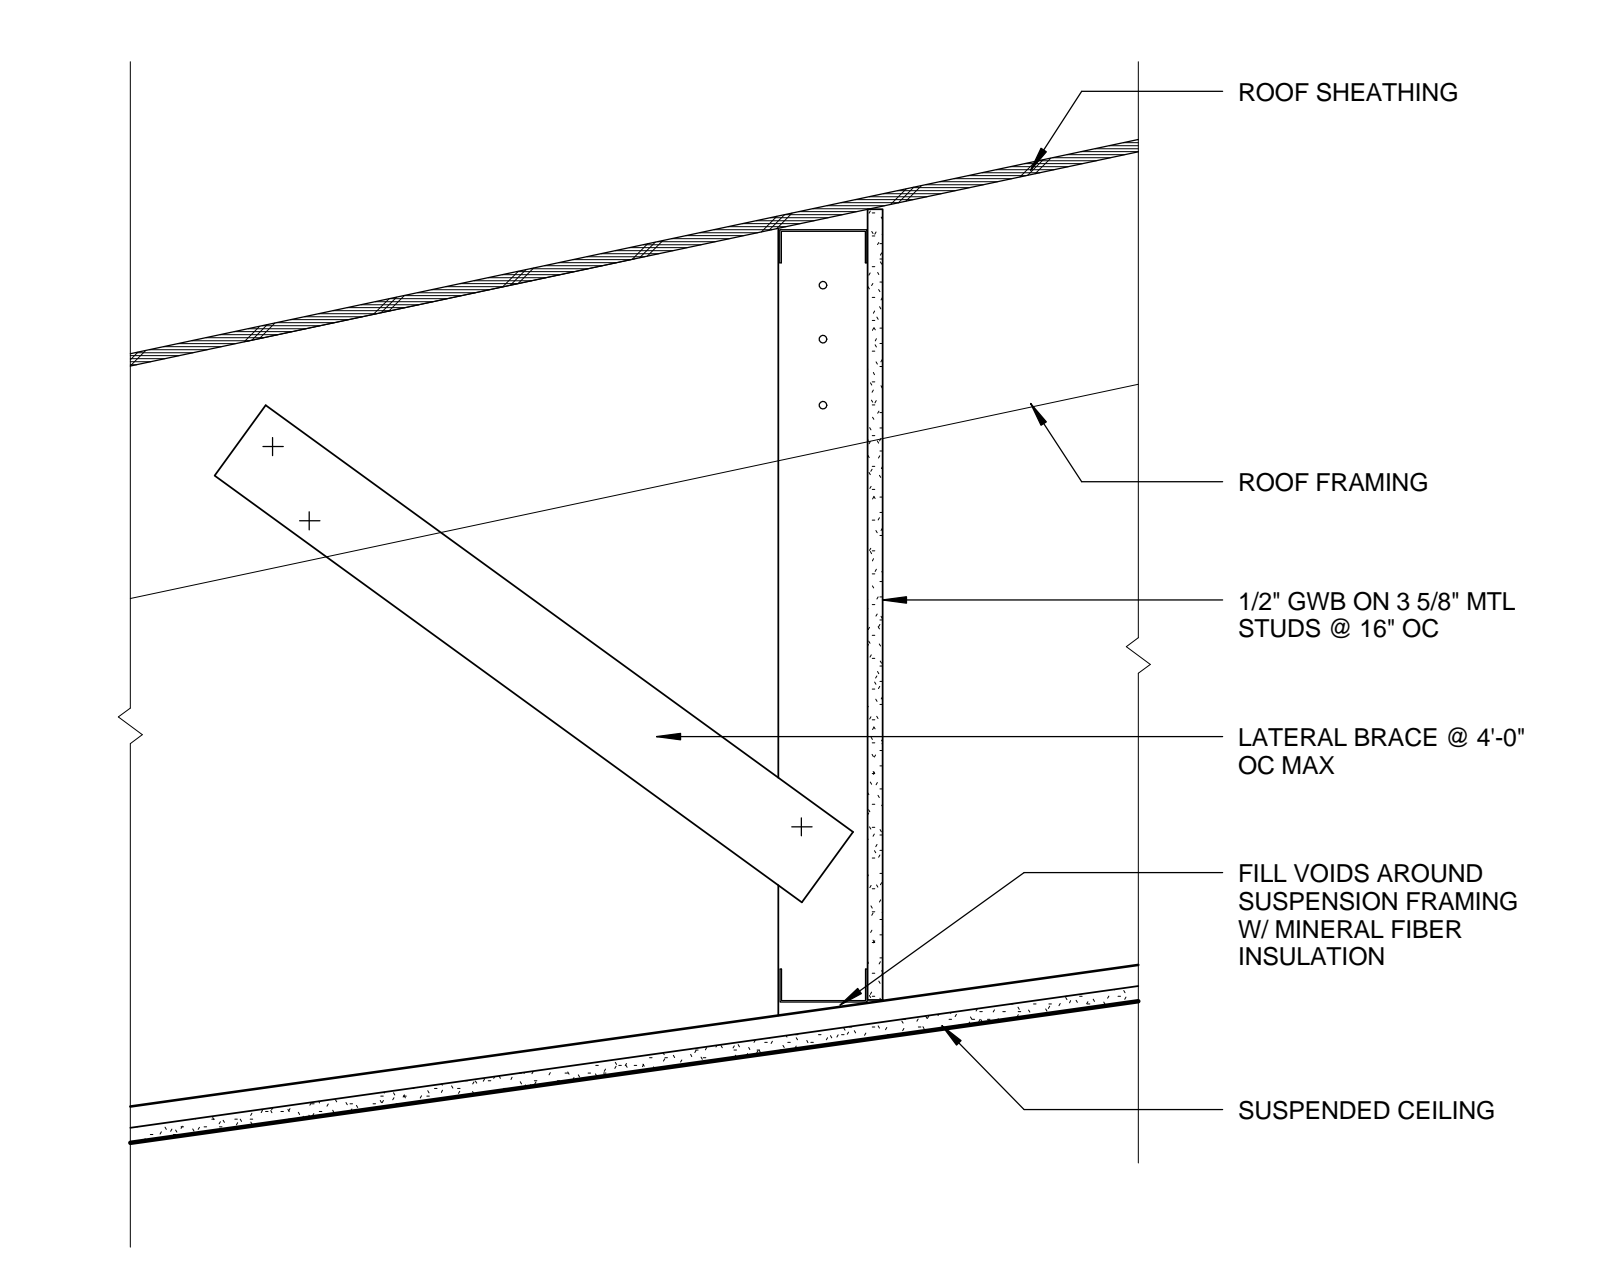 ROOF SHEATHING
ROOF FRAMING
1/2" GWB ON 3 5/8" MTL
STUDS @ 16" OC
LATERAL BRACE @ 4'-0"
OC MAX
FILL VOIDS AROUND
SUSPENSION FRAMING
W/ MINERAL FIBER
INSULATION
SUSPENDED CEILING